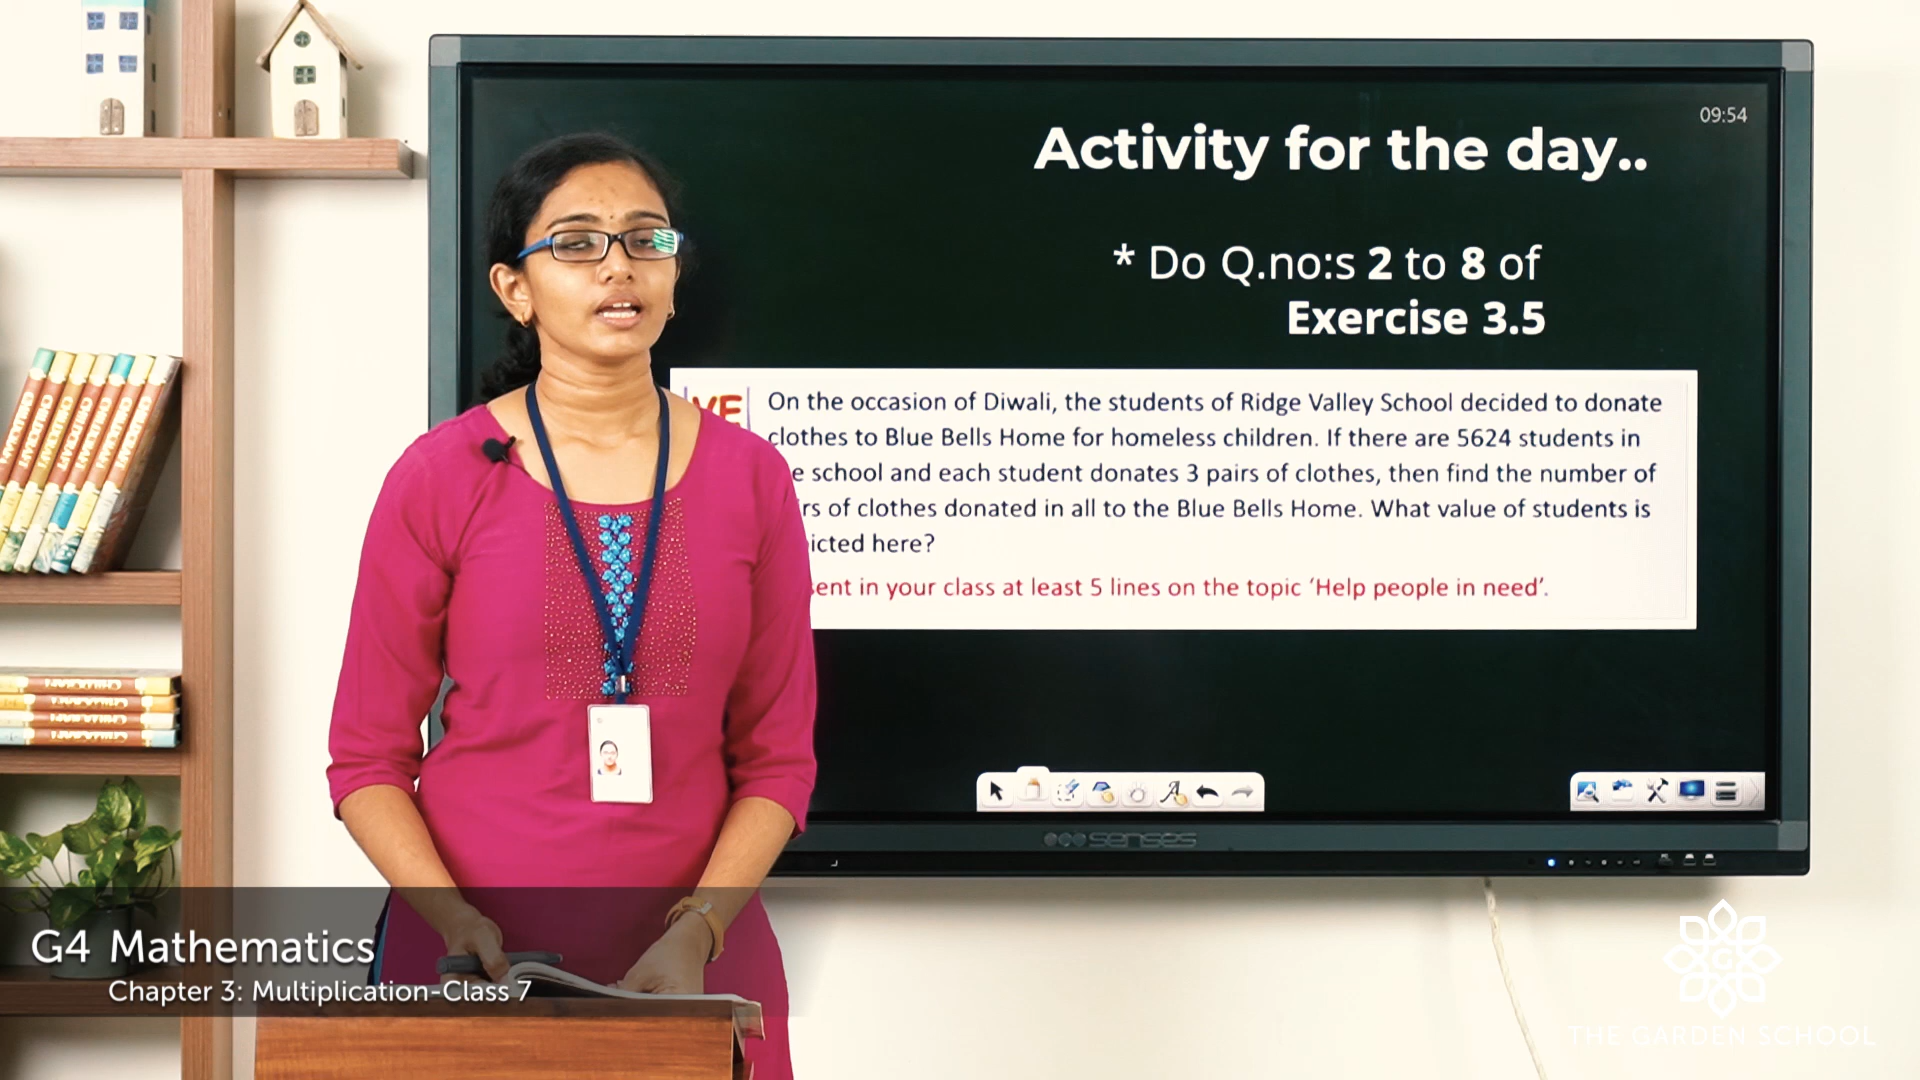 09:54
Activity for the day..
* Do Q.no:s 2 to 8 of
Exercise 3.5
On the occasion of Diwali, the students of Ridge Valley School decided to donate
clothes to Blue Bells Home for homeless children. If there are 5624 students in
school and each student donates 3 pairs of clothes, then find the number of
of clothes donated in all to the Blue Bells Home. What value of students is
here?
in your class at least 5 lines on the topic ‘Help people in need’.
senses
G4 Mathematics
Chapter 3: Multiplication-Class 7
THE GARDEN SCHOOL